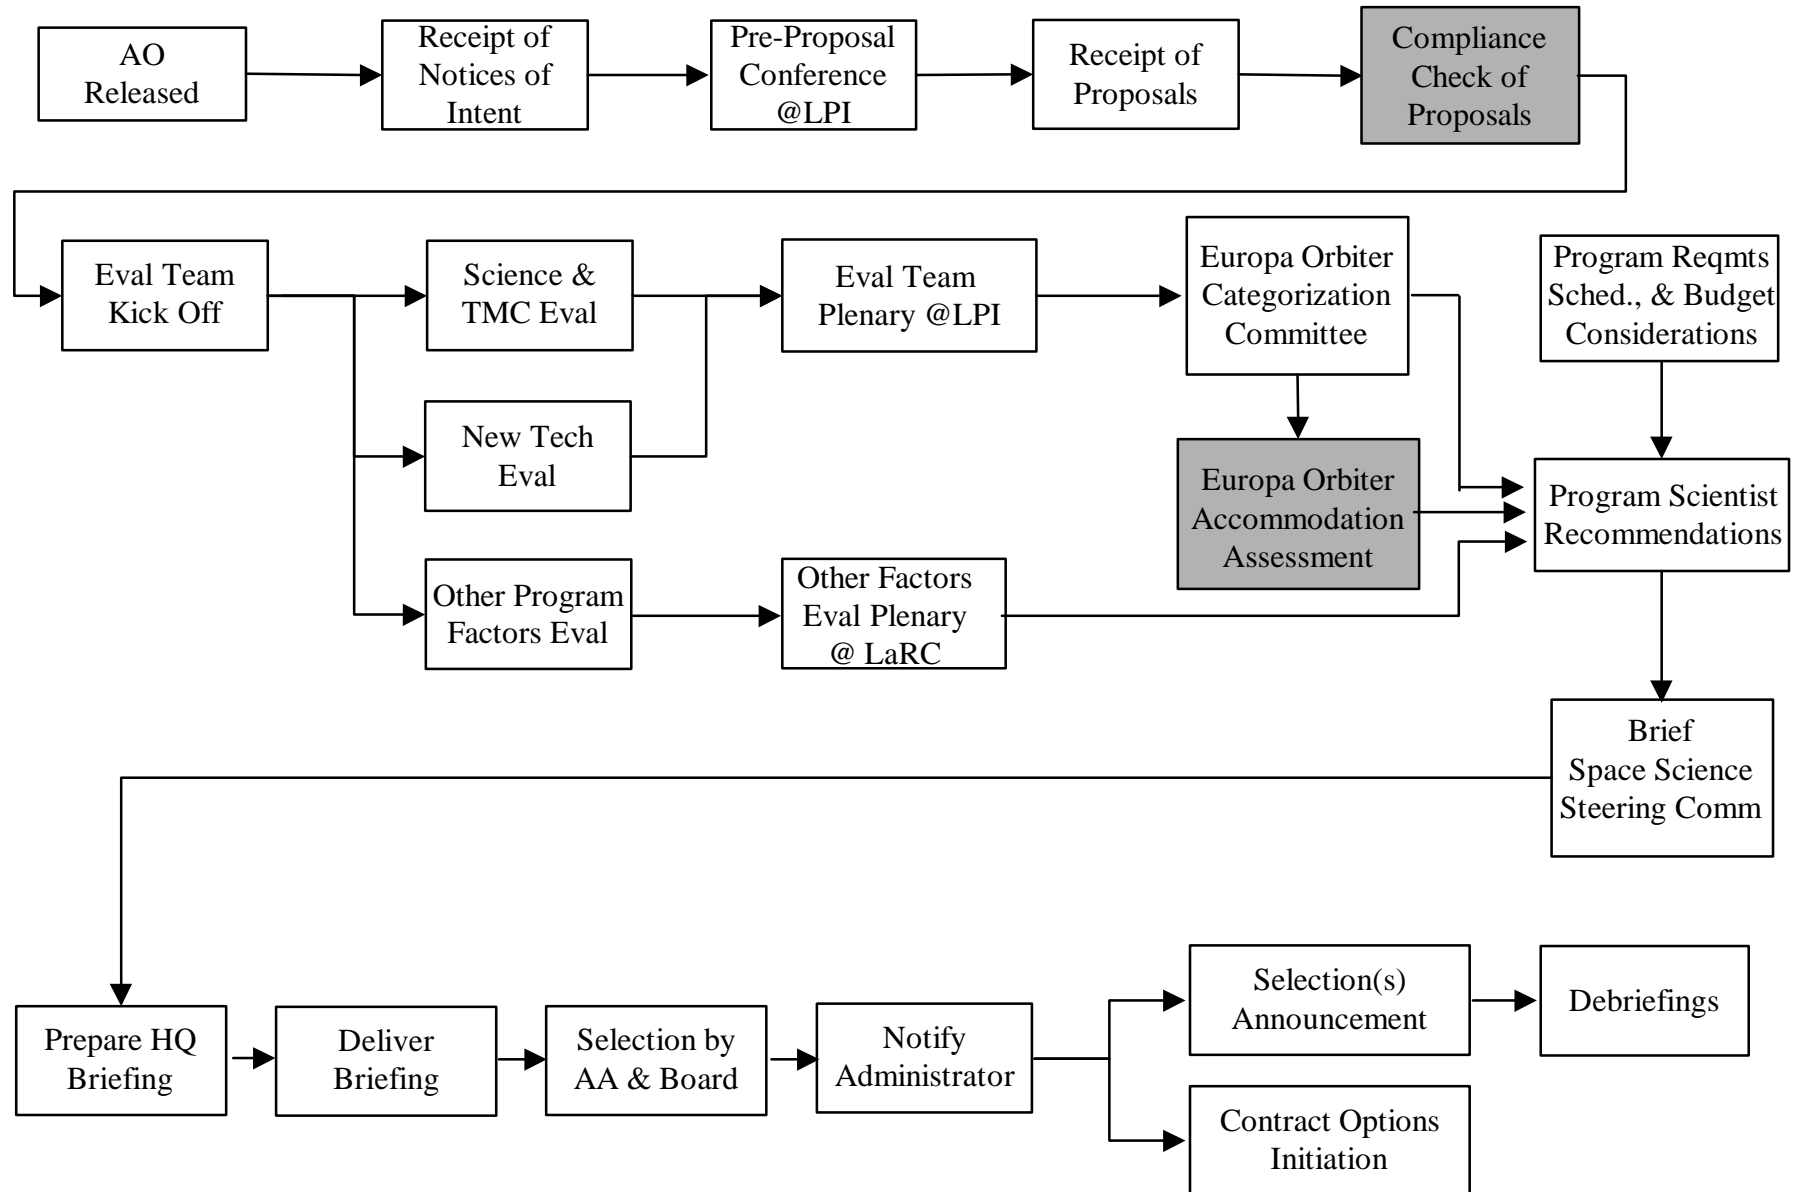 AO
Released
Receipt of
Notices of
Intent
Pre-Proposal
Conference
@LPI
Receipt of
Proposals
Compliance
Check of
Proposals
Eval Team
Kick Off
Science &
TMC Eval
Eval Team
Plenary @LPI
Europa Orbiter
Categorization
Committee
Program Reqmts
Sched., & Budget
Considerations
New Tech
Eval
Europa Orbiter
Accommodation
Assessment
Program Scientist
Recommendations
Other Program
Factors Eval
Other Factors
Eval Plenary
@ LaRC
Brief
Space Science
Steering Comm
Prepare HQ
Briefing
Deliver
Briefing
Selection by
AA & Board
Notify
Administrator
Selection(s)
Announcement
Debriefings
Contract Options
Initiation